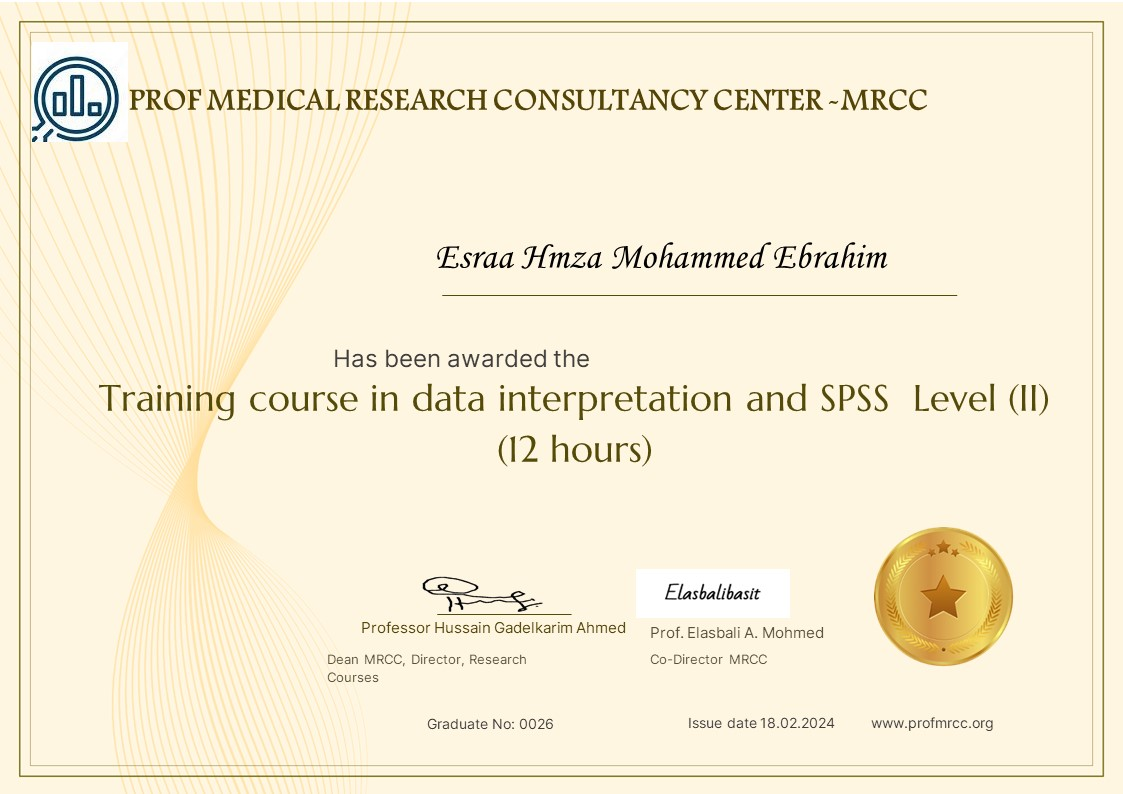 PROF MEDICAL RESEARCH CONSULTANCY CENTER -MRCC
Esraa Hmza Mohammed Ebrahim
Has been awarded the
Training course in data interpretation and SPSS Level (II)
(12 hours)
Elasbalibasit
Professor Hussain Gadelkarim Ahmed
Prof. Elasbali A. Mohmed
Dean MRCC, Director, Research
Courses
Co-Director MRCC
Graduate No: 0026
Issue date 18.02.2024
www.profmrcc.org